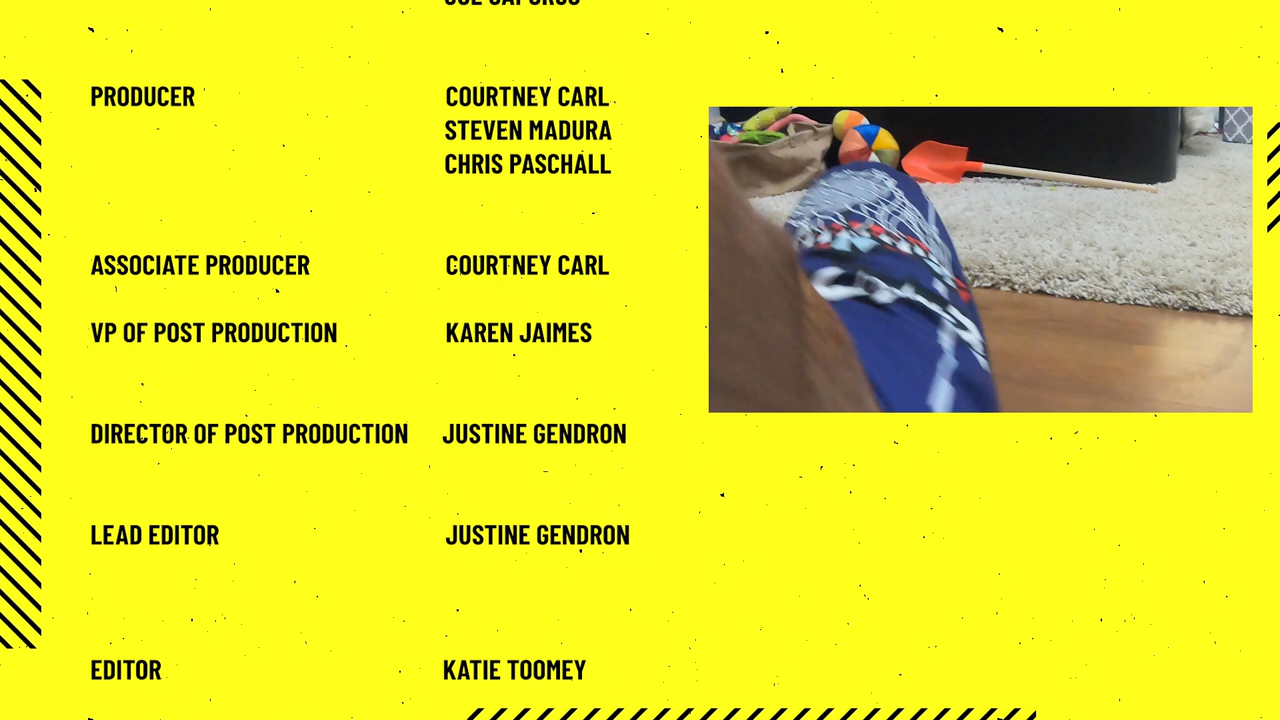 PRODUCER COURTNEY CARL
STEVEN MADURA
CHRIS PASCHALL
ASSOCIATE PRODUCER COURTNEY CARL
VP OF POST PRODUCTION KAREN JAIMES
DIRECTOR OF POST PRODUCTION JUSTINE GENDRON
LEAD EDITOR JUSTINE GENDRON
EDITOR KATIE TOOMEY